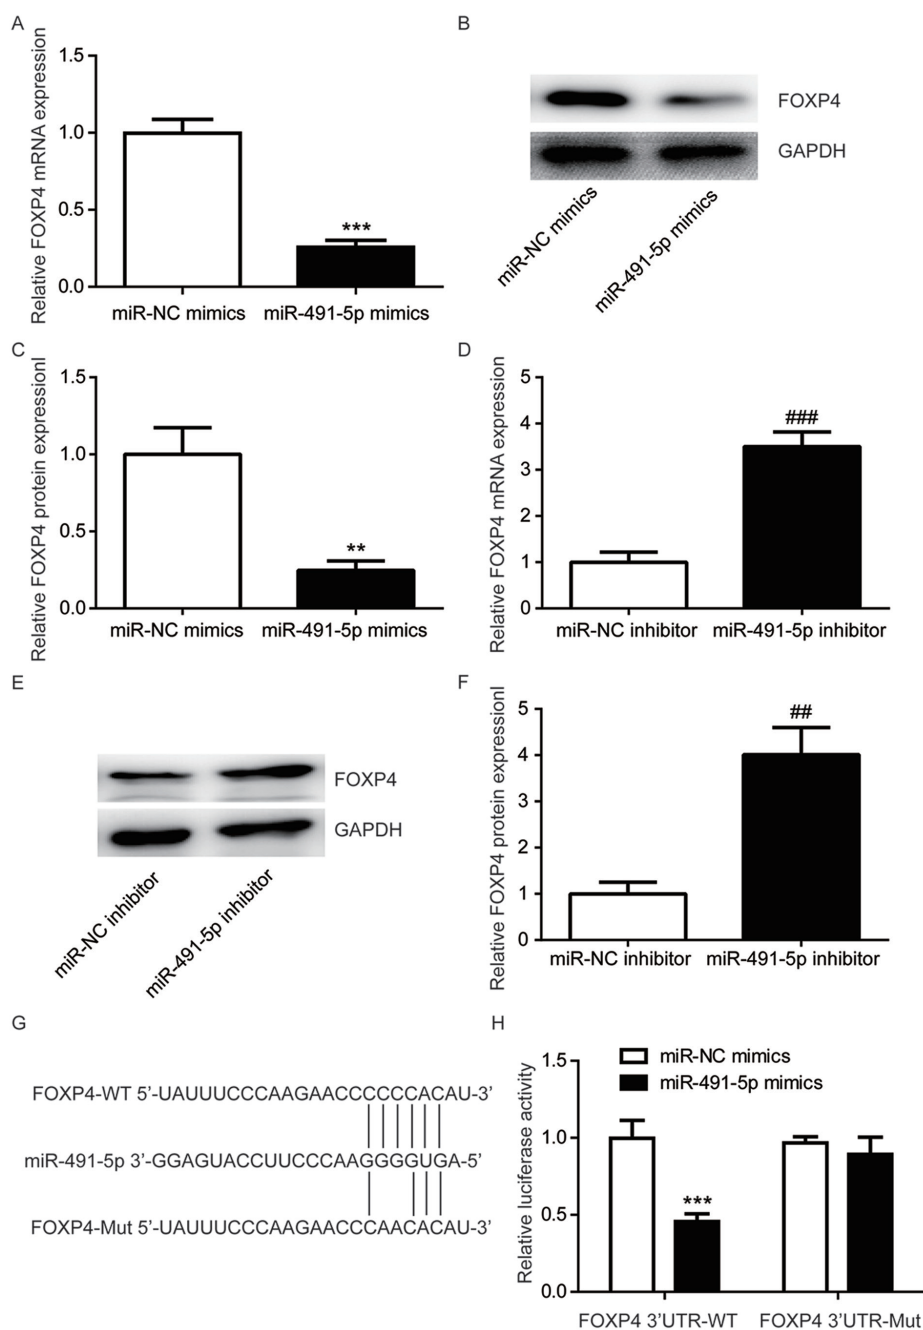 A
Relative FOXP4 mRNA expression
1.5
1.0
0.5
0.0
***
miR-NC mimics
miR-491-5p mimics
B
FOXP4
GAPDH
miR-NC mimics
miR-491-5p mimics
C
Relative FOXP4 protein expressionl
1.5
1.0
0.5
0.0
**
miR-NC mimics
miR-491-5p mimics
D
Relative FOXP4 mRNA expression
5
4
3
2
1
0
###
miR-NC inhibitor
miR-491-5p inhibitor
E
FOXP4
GAPDH
miR-NC inhibitor
miR-491-5p inhibitor
F
Relative FOXP4 protein expressionl
5
4
3
2
1
0
##
miR-NC inhibitor
miR-491-5p inhibitor
G
FOXP4-WT 5’-UAUUUCCCAAGAACCCCCCACAU-3’
miR-491-5p 3’-GGAGUACCUUCCCAAGGGGUGA-5’
FOXP4-Mut 5’-UAUUUCCCAAGAACCCAACACAU-3’
H
Relative luciferase activity
miR-NC mimics
miR-491-5p mimics
1.5
1.0
0.5
0.0
***
FOXP4 3’UTR-WT
FOXP4 3’UTR-Mut